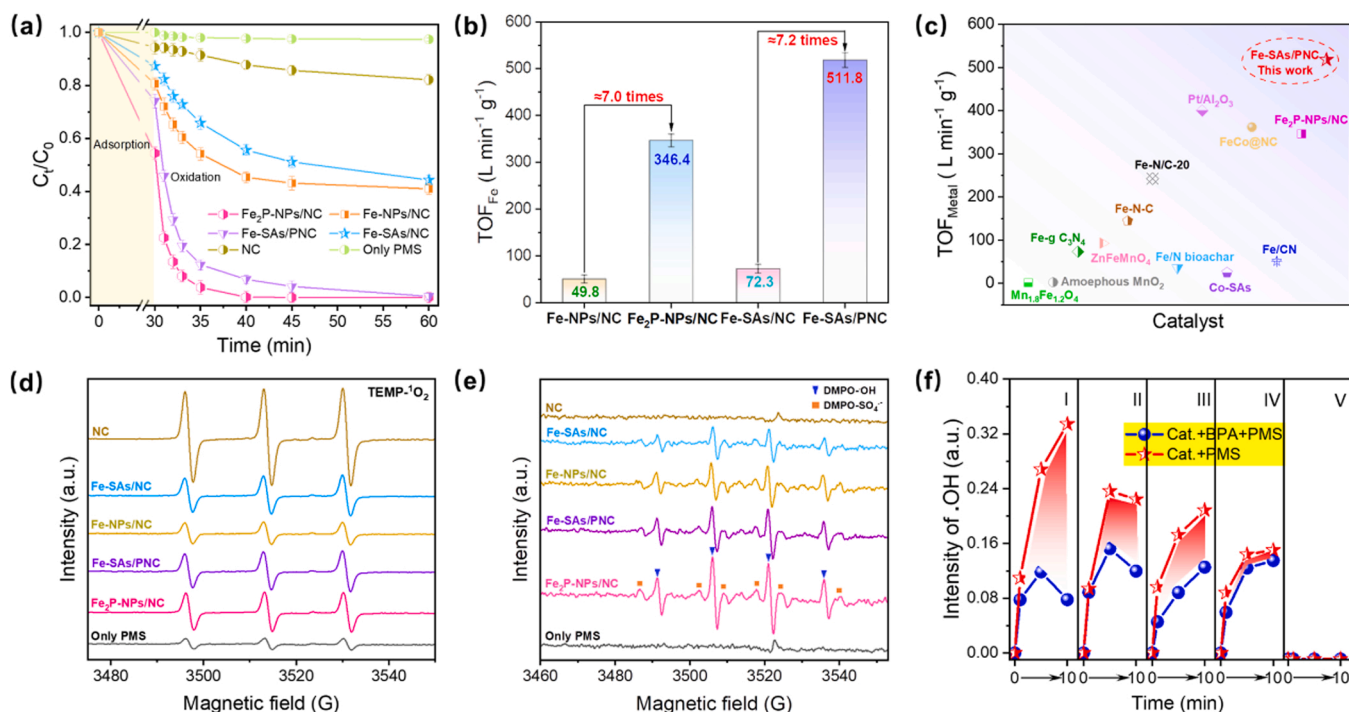 (a)
1.0
0.8
0.6
0.4
0.2
0.0
Cₜ/C₀
Adsorption
Oxidation
Fe₂P-NPs/NC
Fe-NPs/NC
Fe-SAs/PNC
Fe-SAs/NC
NC
Only PMS
0
30
35
40
45
60
Time (min)
(b)
600
500
400
300
200
100
0
TOF_Fe (L min⁻¹ g⁻¹)
≈7.0 times
≈7.2 times
49.8
346.4
72.3
511.8
Fe-NPs/NC
Fe₂P-NPs/NC
Fe-SAs/NC
Fe-SAs/PNC
(c)
600
500
400
300
200
100
0
TOF_Metal ( L min⁻¹ g⁻¹)
Fe-SAs/PNC
This work
Pt/Al₂O₃
Fe₂P-NPs/NC
FeCo@NC
Fe-N/C-20
Fe-N-C
Fe-g C₃N₄
ZnFeMnO₄
Fe/N bioachar
Fe/CN
Amoephous MnO₂
Co-SAs
Mn₁.₈Fe₁.₂O₄
Catalyst
(d)
TEMP-¹O₂
NC
Fe-SAs/NC
Fe-NPs/NC
Fe-SAs/PNC
Fe₂P-NPs/NC
Only PMS
Intensity (a.u.)
3480
3500
3520
3540
Magnetic field (G)
(e)
DMPO-OH
DMPO-SO₄·⁻
NC
Fe-SAs/NC
Fe-NPs/NC
Fe-SAs/PNC
Fe₂P-NPs/NC
Only PMS
Intensity (a.u.)
3460
3480
3500
3520
3540
Magnetic field (G)
(f)
0.40
0.32
0.24
0.16
0.08
0.00
Intensity of .OH (a.u.)
I
II
III
IV
V
Cat.+BPA+PMS
Cat.+PMS
0
10
0
10
0
10
0
10
0
10
Time (min)